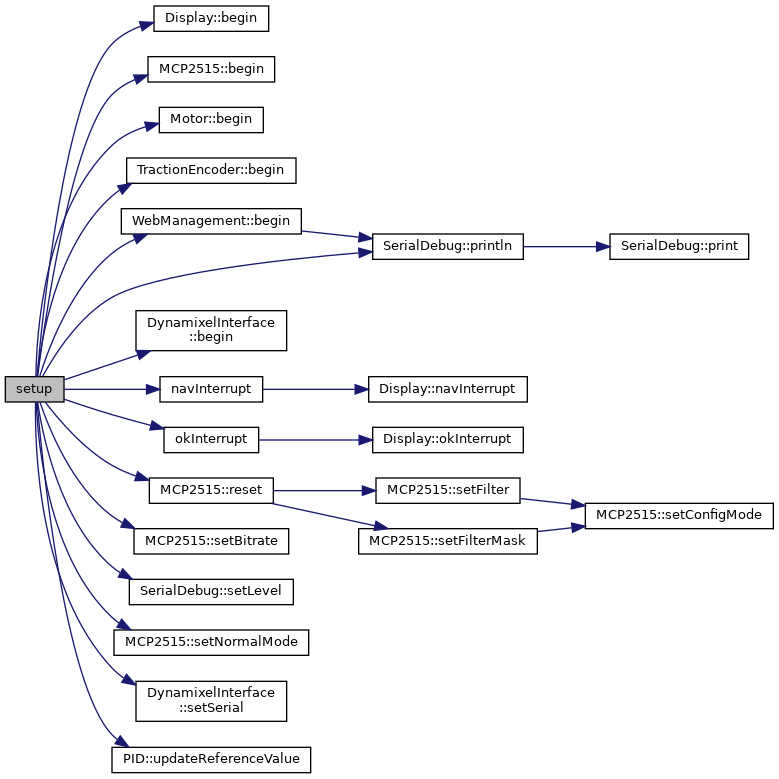 Display::begin
MCP2515::begin
Motor::begin
TractionEncoder::begin
WebManagement::begin
SerialDebug::println
SerialDebug::print
DynamixelInterface
::begin
setup
navInterrupt
Display::navInterrupt
okInterrupt
Display::okInterrupt
MCP2515::reset
MCP2515::setFilter
MCP2515::setConfigMode
MCP2515::setBitrate
MCP2515::setFilterMask
SerialDebug::setLevel
MCP2515::setNormalMode
DynamixelInterface
::setSerial
PID::updateReferenceValue